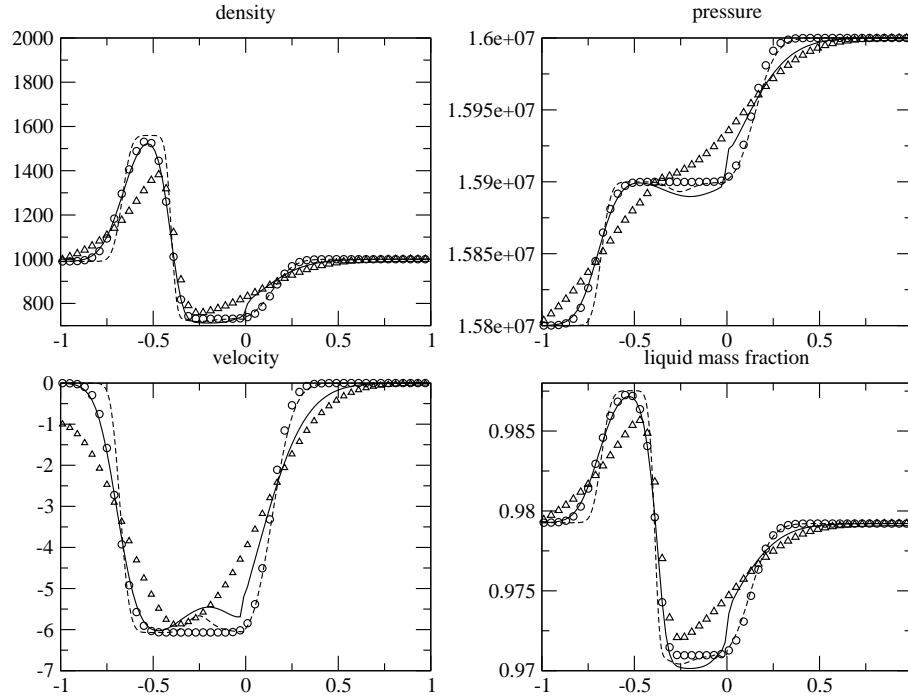 density
pressure
2000
1800
1600
1400
1200
1000
800
-1 -0.5 0 0.5 1
1.6e+07
1.595e+07
1.59e+07
1.585e+07
1.58e+07
-1 -0.5 0 0.5
velocity
liquid mass fraction
0
-1
-2
-3
-4
-5
-6
-7
-1 -0.5 0 0.5 1
0.985
0.98
0.975
0.97
-1 -0.5 0 0.5